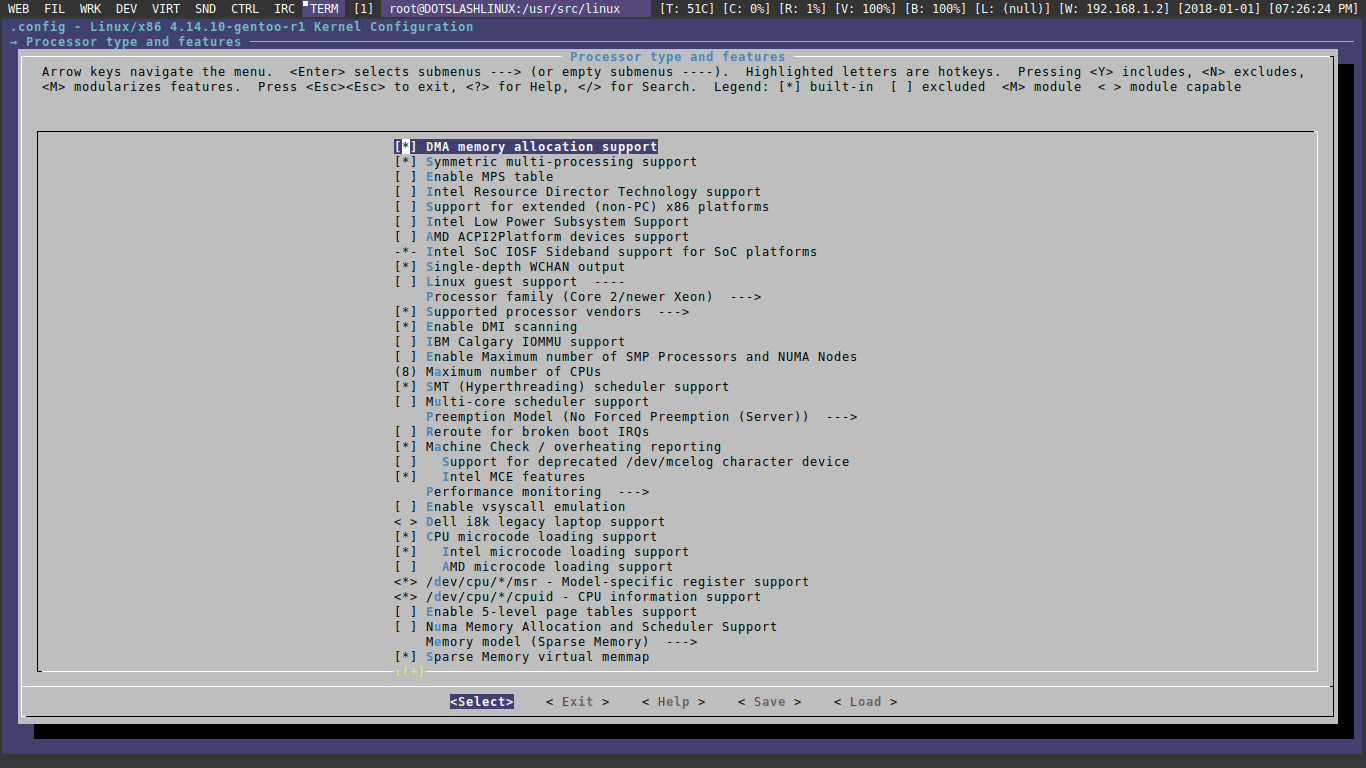 WEB FIL WRK DEV VIRT SND CTRL IRC TERM [1] root@DOTSLASHLINUX:/usr/src/linux [T: 51C] [C: 0%] [R: 1%] [V: 100%] [B: 100%] [L: (null)] [W: 192.168.1.2] [2018-01-01] [07:26:24 PM]
.config - Linux/x86 4.14.10-gentoo-r1 Kernel Configuration
→ Processor type and features
Processor type and features
Arrow keys navigate the menu.  <Enter> selects submenus ---> (or empty submenus ----).  Highlighted letters are hotkeys.  Pressing <Y> includes, <N> excludes,
<M> modularizes features.  Press <Esc><Esc> to exit, <?> for Help, </> for Search.  Legend: [*] built-in  [ ] excluded  <M> module  < > module capable
[*] DMA memory allocation support
[*] Symmetric multi-processing support
[ ] Enable MPS table
[ ] Intel Resource Director Technology support
[ ] Support for extended (non-PC) x86 platforms
[ ] Intel Low Power Subsystem Support
[ ] AMD ACPI2Platform devices support
-*- Intel SoC IOSF Sideband support for SoC platforms
[*] Single-depth WCHAN output
[ ] Linux guest support  ----
Processor family (Core 2/newer Xeon)  --->
[*] Supported processor vendors  --->
[*] Enable DMI scanning
[ ] IBM Calgary IOMMU support
[ ] Enable Maximum number of SMP Processors and NUMA Nodes
(8) Maximum number of CPUs
[*] SMT (Hyperthreading) scheduler support
[ ] Multi-core scheduler support
Preemption Model (No Forced Preemption (Server))  --->
[ ] Reroute for broken boot IRQs
[*] Machine Check / overheating reporting
[ ]   Support for deprecated /dev/mcelog character device
[*]   Intel MCE features
Performance monitoring  --->
[ ] Enable vsyscall emulation
< > Dell i8k legacy laptop support
[*] CPU microcode loading support
[*]   Intel microcode loading support
[ ]   AMD microcode loading support
<*> /dev/cpu/*/msr - Model-specific register support
<*> /dev/cpu/*/cpuid - CPU information support
[ ] Enable 5-level page tables support
[ ] Numa Memory Allocation and Scheduler Support
Memory model (Sparse Memory)  --->
[*] Sparse Memory virtual memmap
↓(+)
<Select>    < Exit >    < Help >    < Save >    < Load >